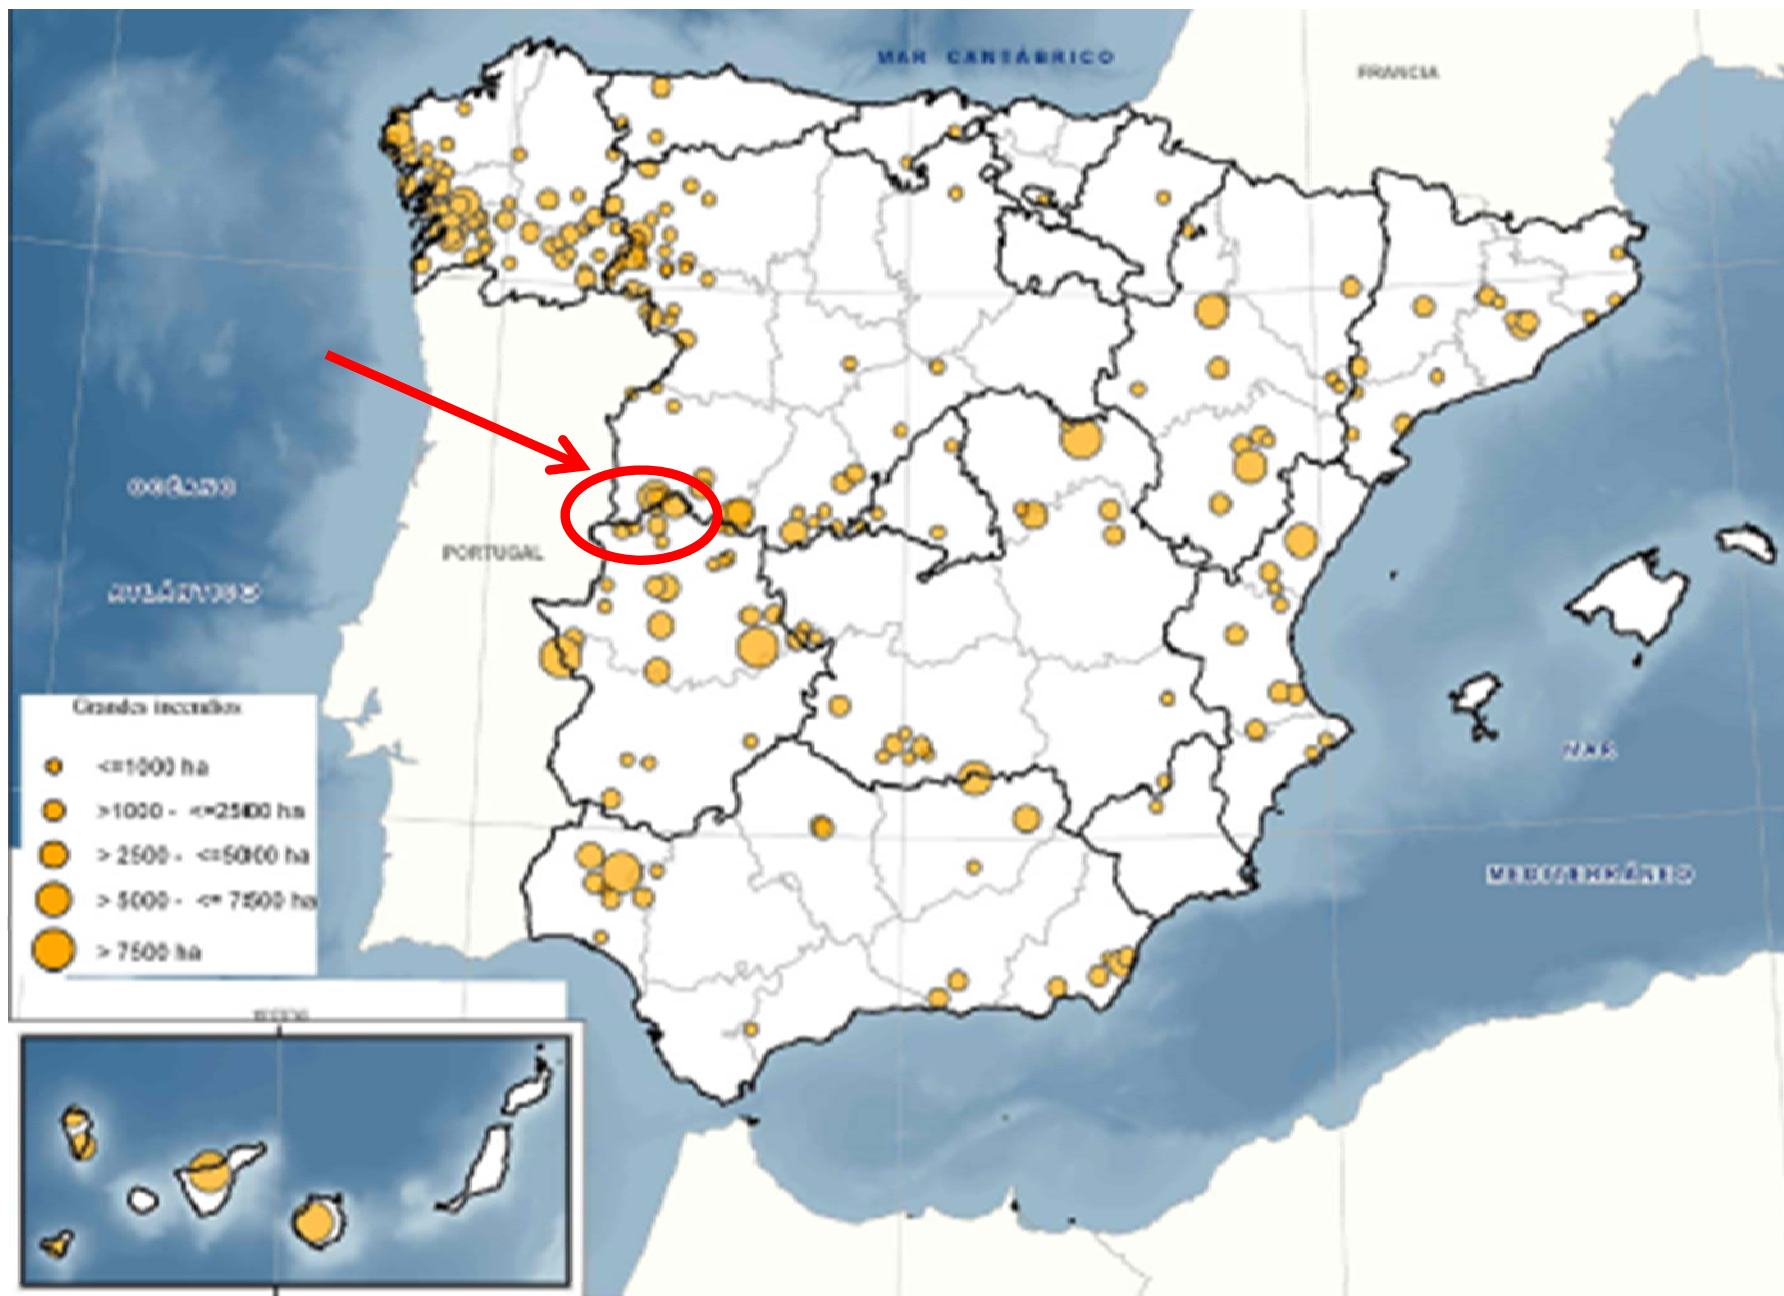 MAR CANTÁBRICO
FRANCIA
OCÉANO
PORTUGAL
ATLÁNTICO
Grandes incendios
<=1000 ha
>1000 - <=2500 ha
> 2500 - <=5000 ha
> 5000 - <= 7500 ha
> 7500 ha
MAR
MEDITERRÁNEO